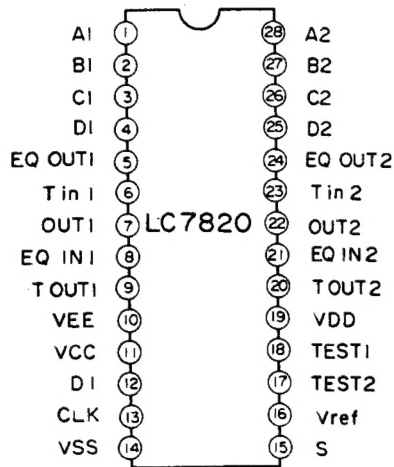 A1 1 28 A2
B1 2 27 B2
C1 3 26 C2
D1 4 25 D2
EQ OUT1 5 24 EQ OUT2
Tin 1 6 23 Tin 2
OUT1 7 LC7820 22 OUT2
EQ IN1 8 21 EQ IN2
T OUT1 9 20 T OUT2
VEE 10 19 VDD
VCC 11 18 TEST1
DI 12 17 TEST2
CLK 13 16 Vref
VSS 14 15 S